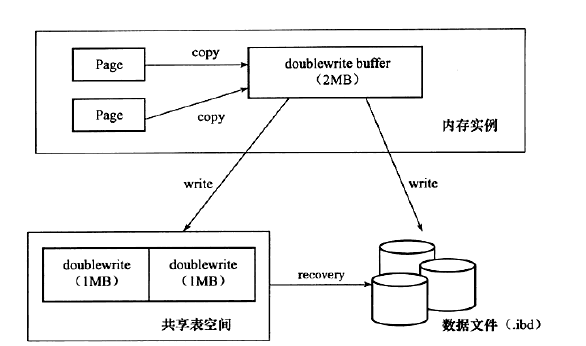 copy
Page
doublewrite buffer
（2MB）
Page
copy
内存实例
write
write
doublewrite
（1MB）
doublewrite
（1MB）
recovery
共享表空间
数据文件（.ibd）